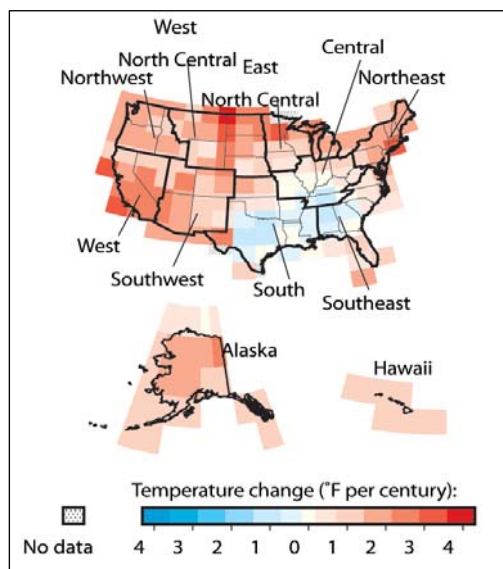 West
North Central
Northwest
East
North Central
Central
Northeast
West
Southwest
South
Southeast
Alaska
Hawaii
No data
Temperature change (°F per century):
4 3 2 1 0 1 2 3 4